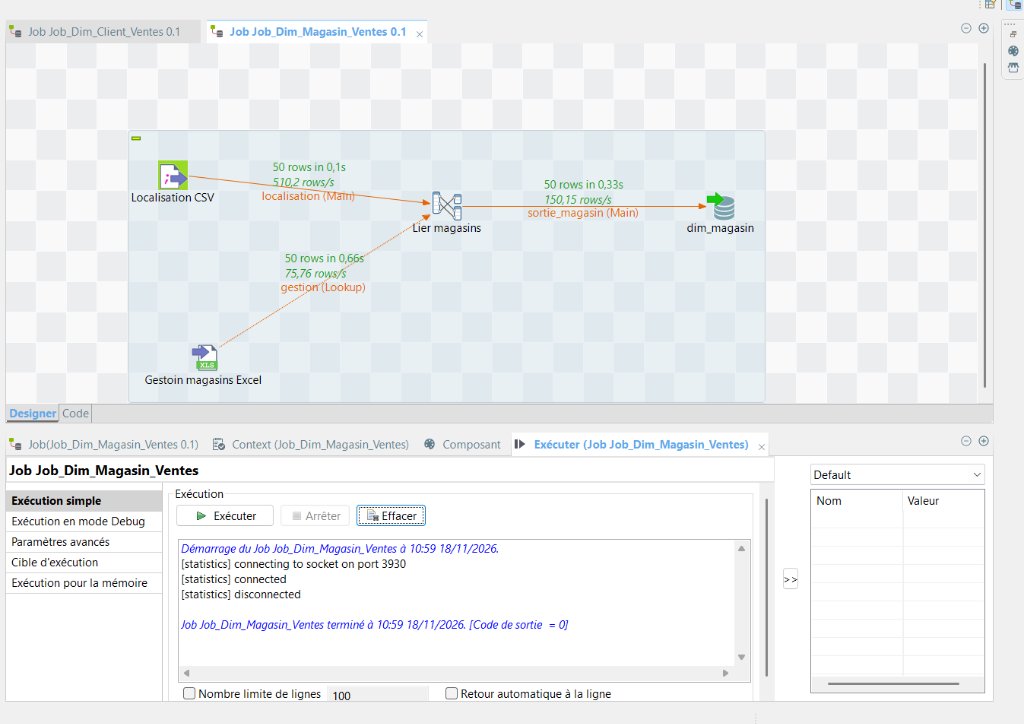 Job Job_Dim_Client_Ventes 0.1
Job Job_Dim_Magasin_Ventes 0.1
50 rows in 0,1s
510,2 rows/s
localisation (Main)
Localisation CSV
50 rows in 0,33s
150,15 rows/s
sortie_magasin (Main)
Lier magasins
dim_magasin
50 rows in 0,66s
75,76 rows/s
gestion (Lookup)
XLS
Gestoin magasins Excel
Designer
Code
Job(Job_Dim_Magasin_Ventes 0.1)
Context (Job_Dim_Magasin_Ventes)
Composant
Exécuter (Job Job_Dim_Magasin_Ventes)
Job Job_Dim_Magasin_Ventes
Exécution simple
Exécution en mode Debug
Paramètres avancés
Cible d'exécution
Exécution pour la mémoire
Exécution
Exécuter
Arrêter
Effacer
Démarrage du Job Job_Dim_Magasin_Ventes à 10:59 18/11/2026.
[statistics] connecting to socket on port 3930
[statistics] connected
[statistics] disconnected
Job Job_Dim_Magasin_Ventes terminé à 10:59 18/11/2026. [Code de sortie = 0]
Nombre limite de lignes
100
Retour automatique à la ligne
>>
Default
Nom
Valeur